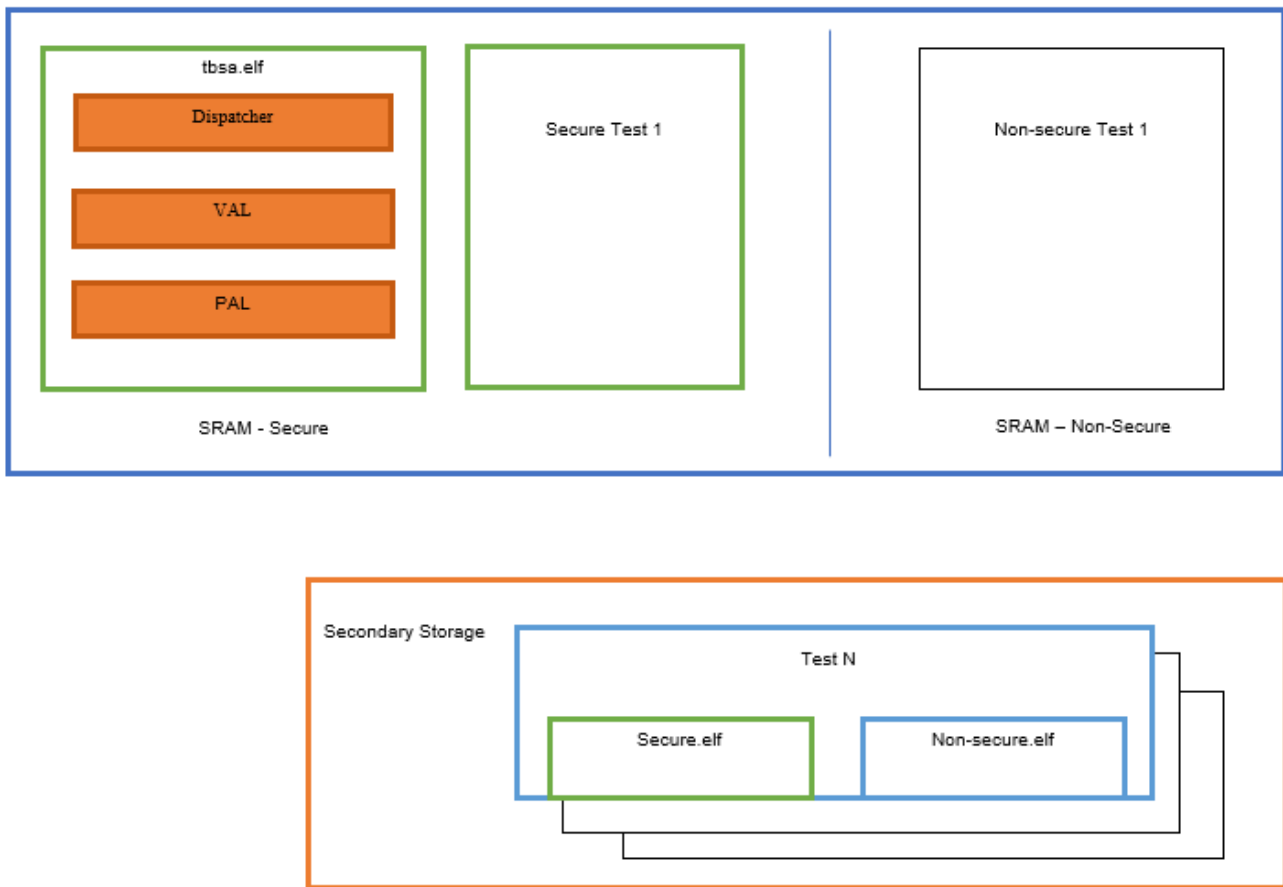 tbsa.elf
Dispatcher
VAL
PAL
SRAM - Secure
Secure Test 1
Non-secure Test 1
SRAM – Non-Secure
Secondary Storage
Test N
Secure.elf
Non-secure.elf